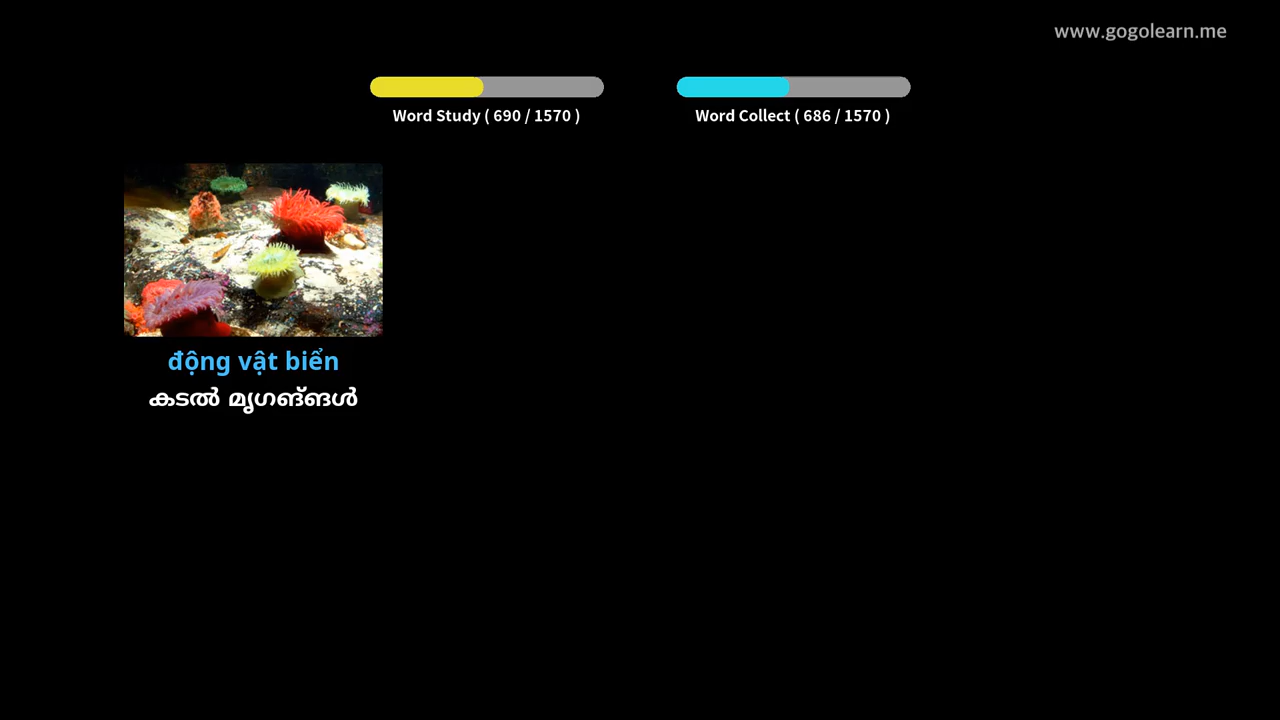 www.gogolearn.me
Word Study ( 690 / 1570 )
Word Collect ( 686 / 1570 )
động vật biển
കടൽ മൃഗങ്ങൾ